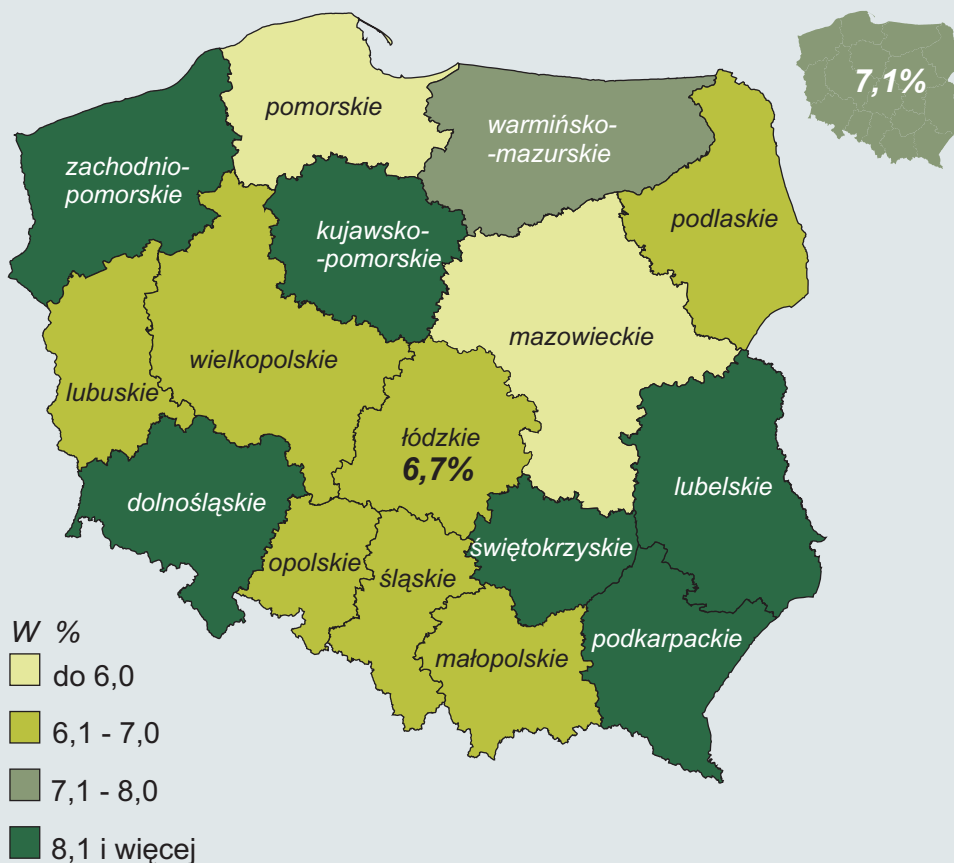 pomorskie
7,1%
warmińsko-
-mazurskie
zachodnio-
pomorskie
podlaskie
kujawsko-
-pomorskie
mazowieckie
wielkopolskie
lubuskie
łódzkie
6,7%
lubelskie
dolnośląskie
świętokrzyskie
opolskie
śląskie
podkarpackie
małopolskie
W %
do 6,0
6,1 - 7,0
7,1 - 8,0
8,1 i więcej